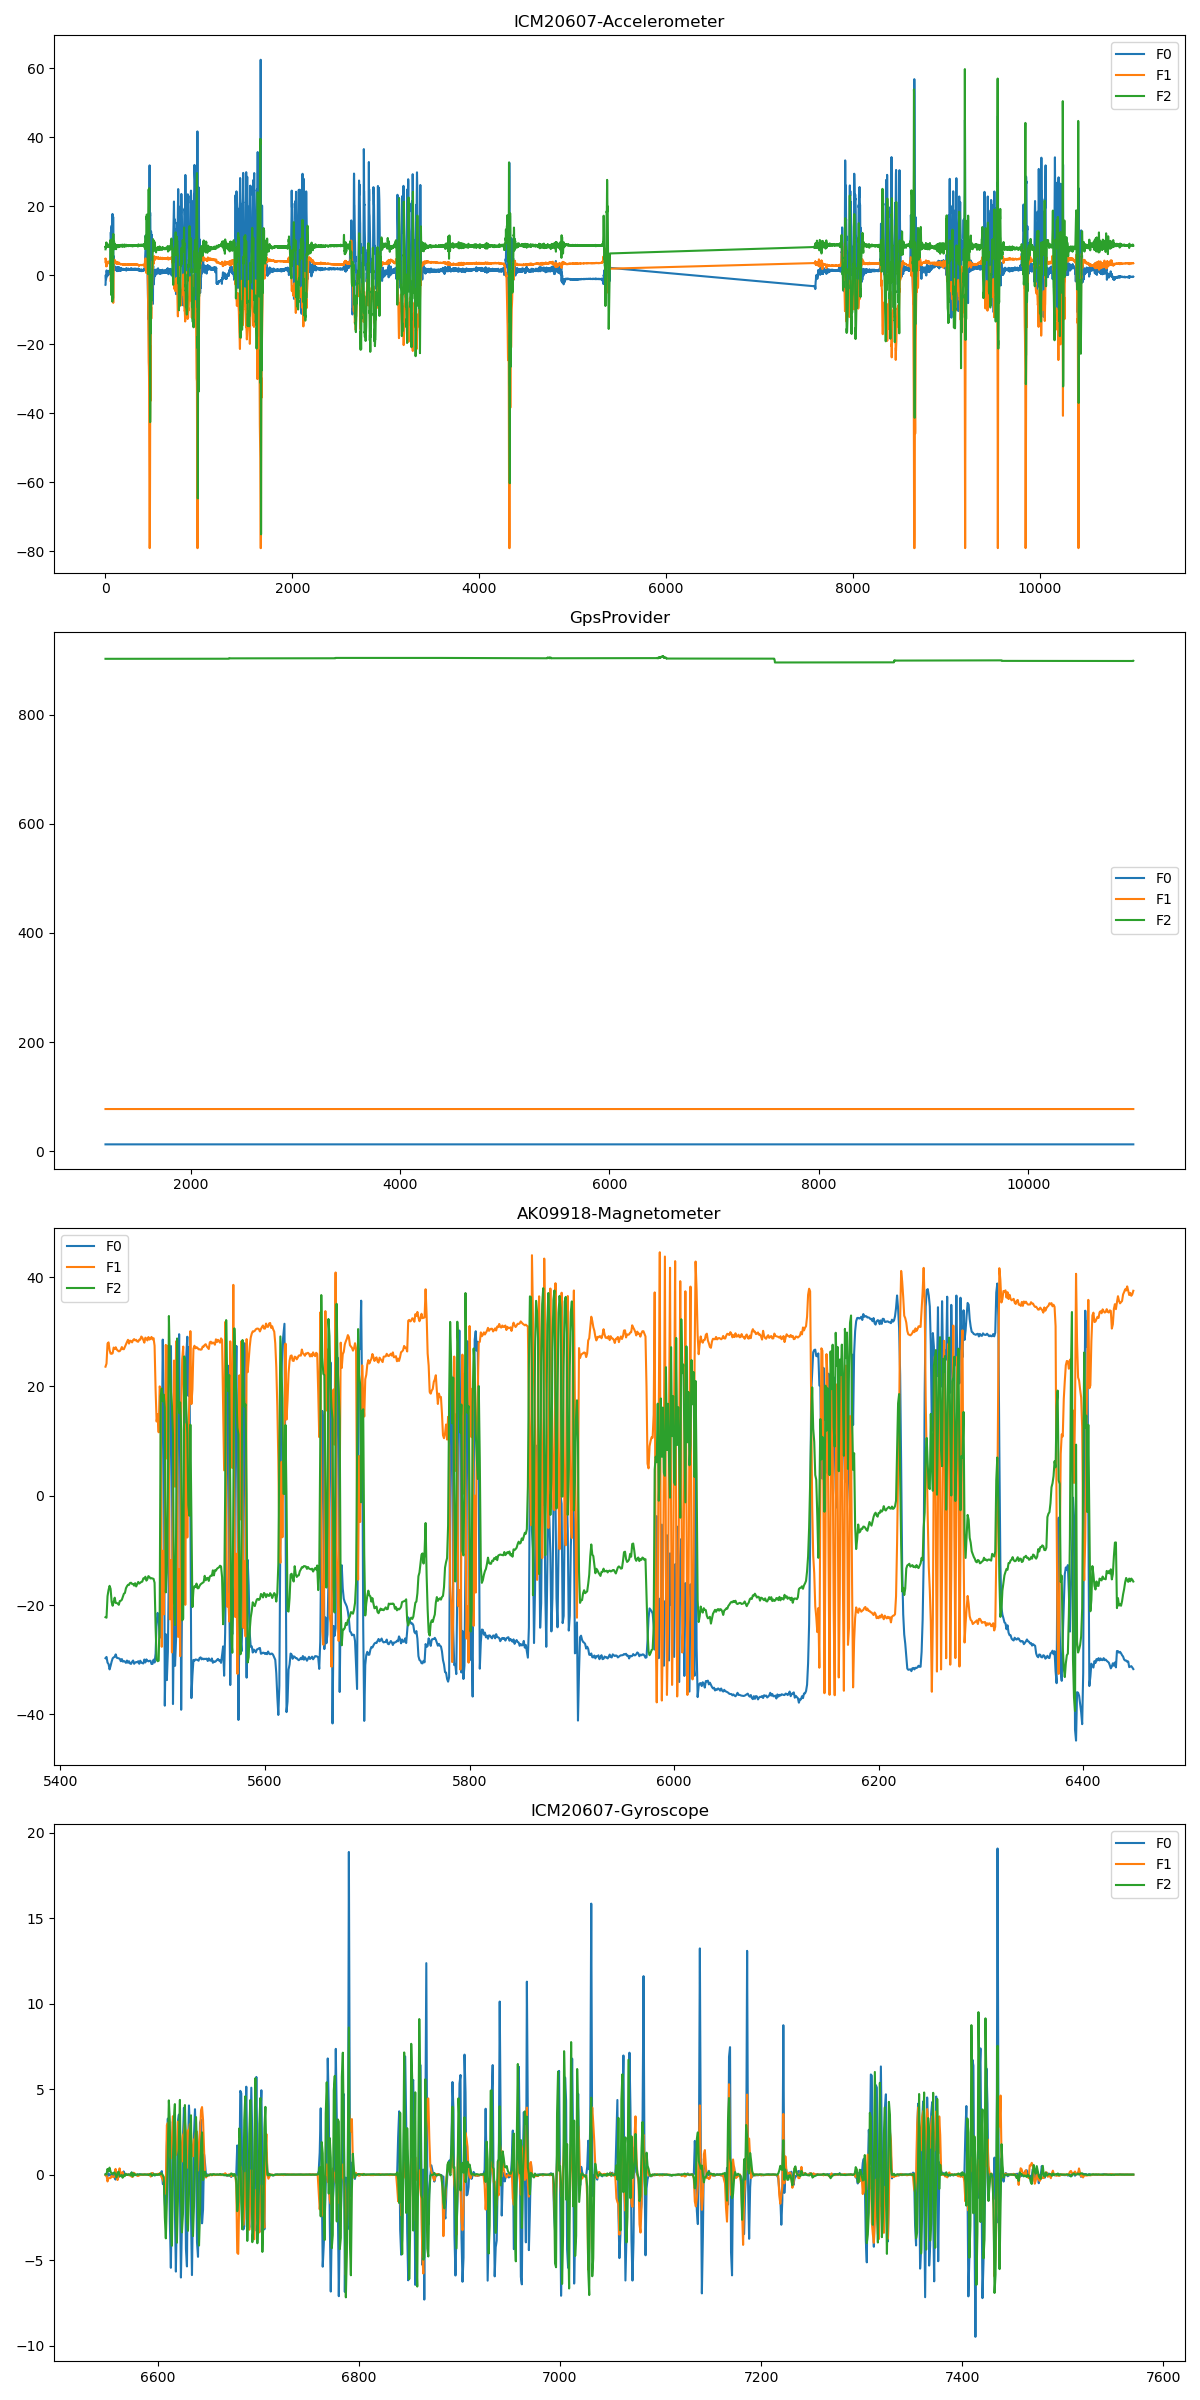 ICM20607-Accelerometer
F0
F1
F2
60
40
20
0
−20
−40
−60
−80
0 2000 4000 6000 8000 10000
GpsProvider
800
600
400
200
0
F0
F1
F2
2000 4000 6000 8000 10000
AK09918-Magnetometer
F0
F1
F2
40
20
0
−20
−40
5400 5600 5800 6000 6200 6400
ICM20607-Gyroscope
F0
F1
F2
20
15
10
5
0
−5
−10
6600 6800 7000 7200 7400 7600